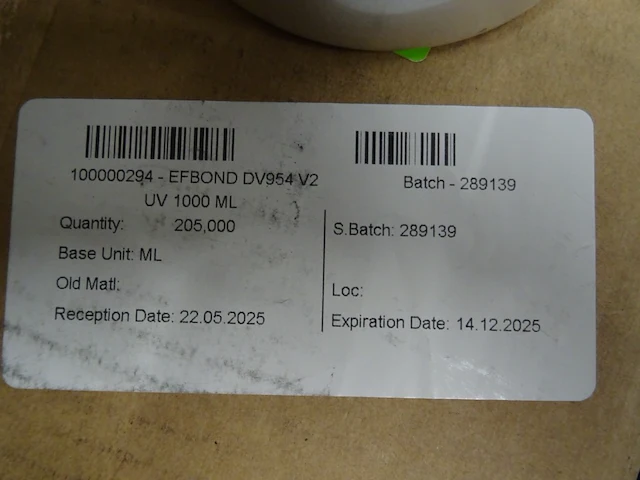 100000294 - EFBOND DV954 V2
UV 1000 ML
Batch - 289139
Quantity: 205,000
S.Batch: 289139
Base Unit: ML
Old Matl:
Loc:
Reception Date: 22.05.2025
Expiration Date: 14.12.2025